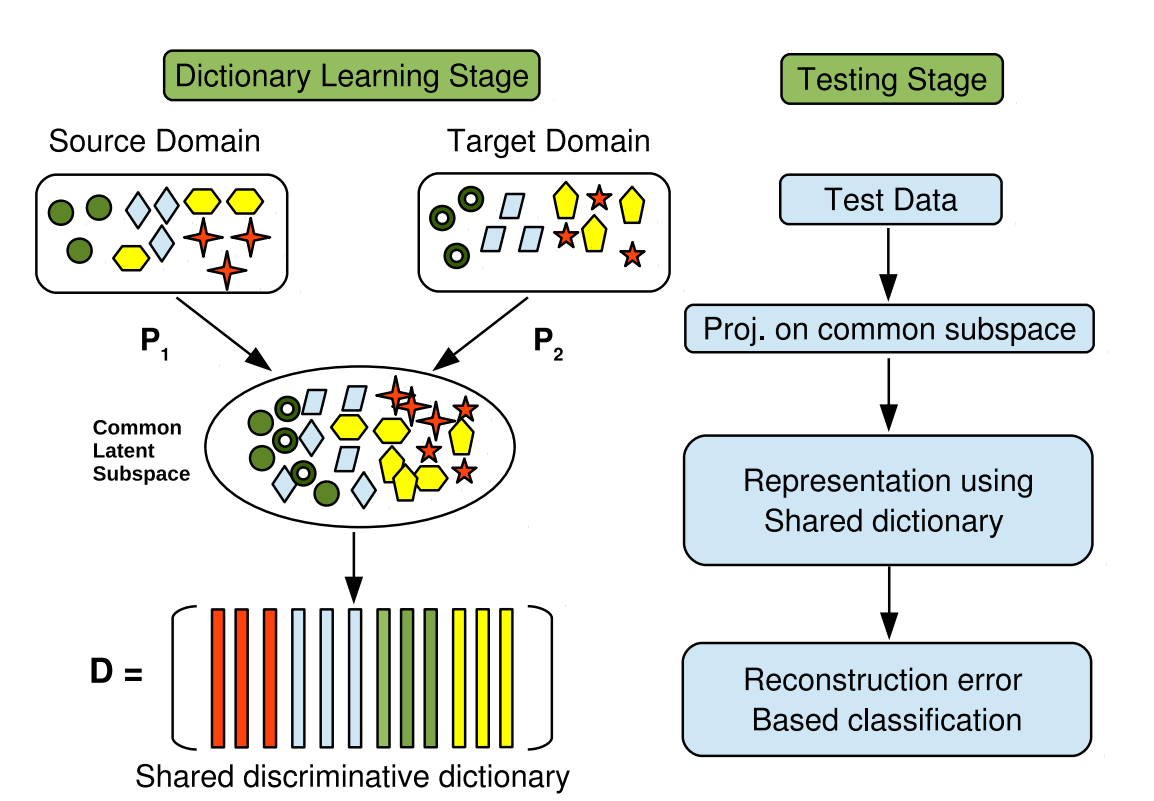 Dictionary Learning Stage
Source Domain
Target Domain
P1
P2
Common
Latent
Subspace
D =
Shared discriminative dictionary
Testing Stage
Test Data
Proj. on common subspace
Representation using
Shared dictionary
Reconstruction error
Based classification